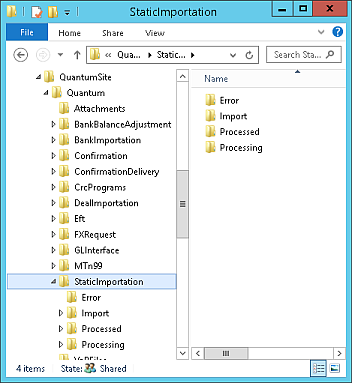 StaticImportation
File Home Share View
Qua... Static... Search Sta...
QuantumSite
Quantum
Attachments
BankBalanceAdjustment
BankImportation
Confirmation
ConfirmationDelivery
CrcPrograms
DealImportation
Eft
FXRequest
GLInterface
MTn99
StaticImportation
Error
Import
Processed
Processing
Name
Error
Import
Processed
Processing
4 items State: Shared